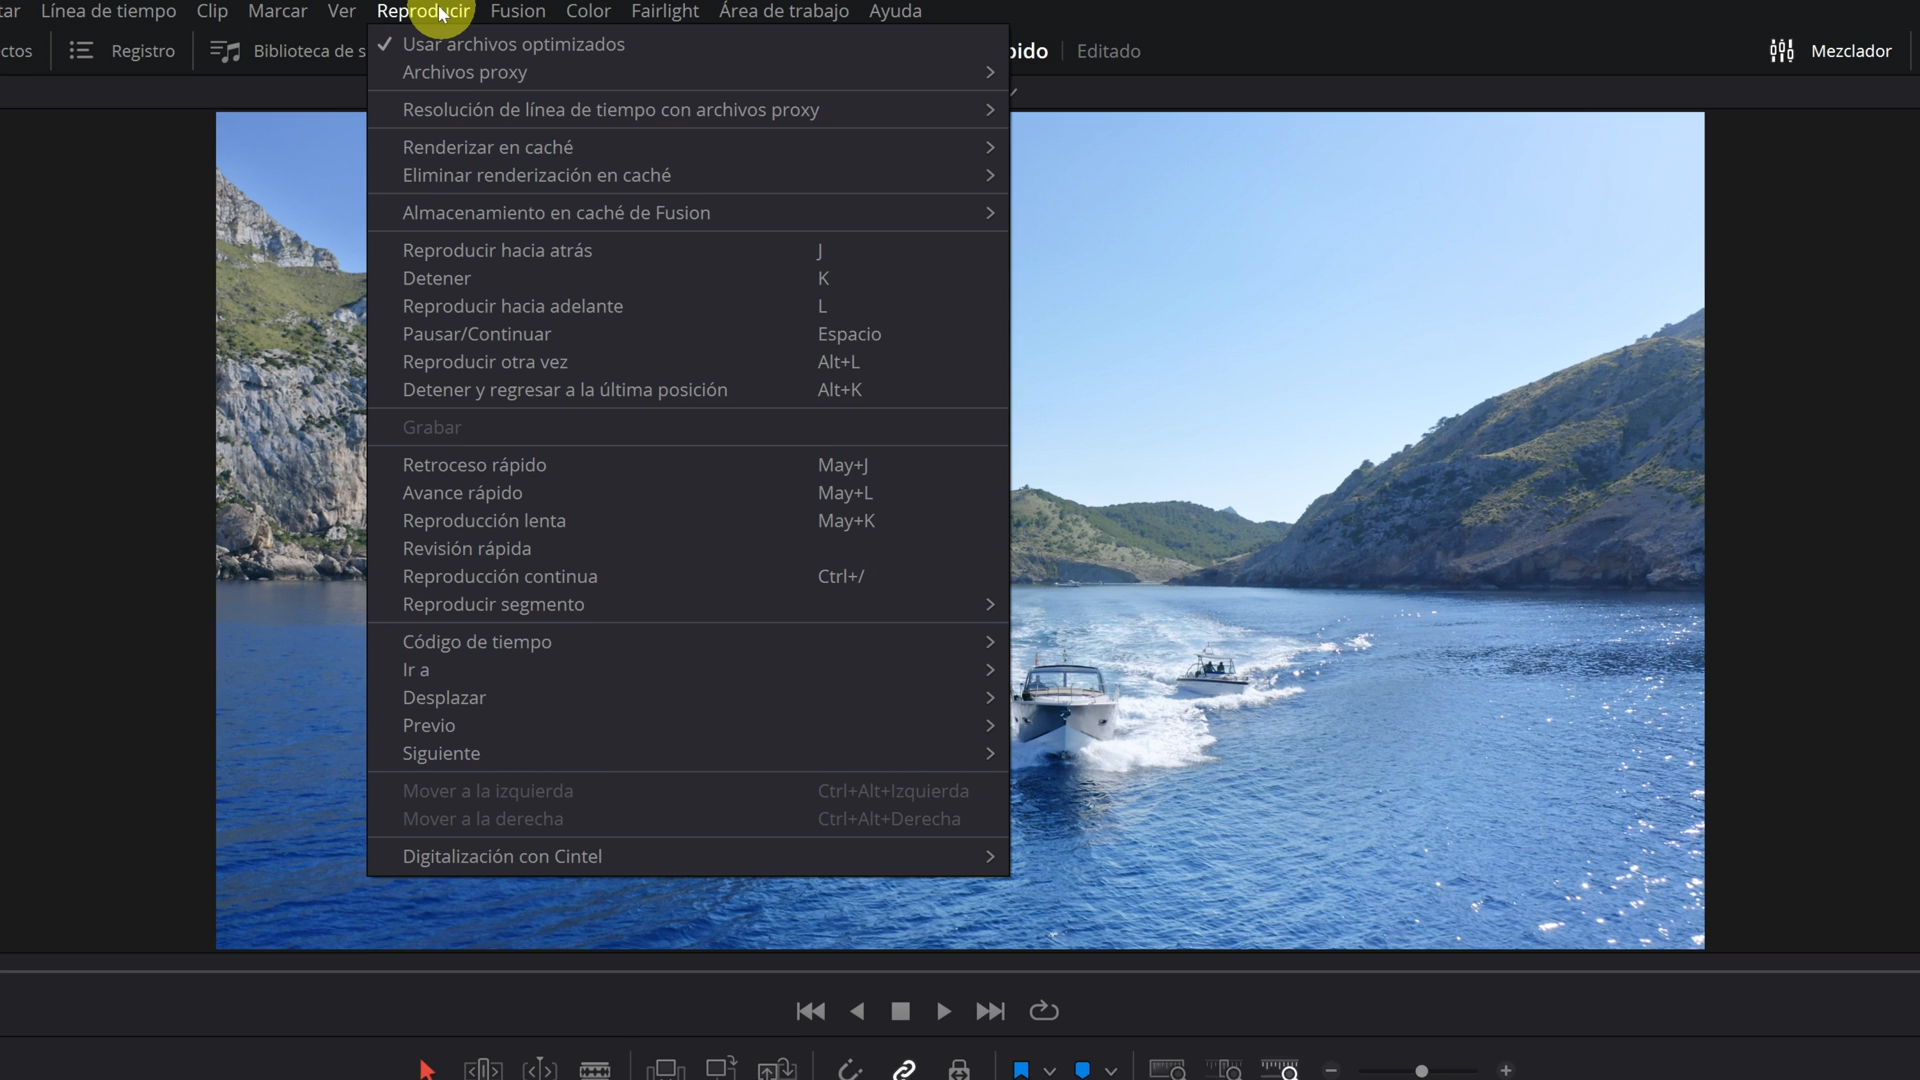 tar Línea de tiempo Clip Marcar Ver Reproducir Fusion Color Fairlight Área de trabajo Ayuda
ctos Registro Biblioteca de s pido Editado Mezclador
Usar archivos optimizados
Archivos proxy
Resolución de línea de tiempo con archivos proxy
Renderizar en caché
Eliminar renderización en caché
Almacenamiento en caché de Fusion
Reproducir hacia atrás J
Detener K
Reproducir hacia adelante L
Pausar/Continuar Espacio
Reproducir otra vez Alt+L
Detener y regresar a la última posición Alt+K
Grabar
Retroceso rápido May+J
Avance rápido May+L
Reproducción lenta May+K
Revisión rápida
Reproducción continua Ctrl+/
Reproducir segmento
Código de tiempo
Ir a
Desplazar
Previo
Siguiente
Mover a la izquierda Ctrl+Alt+Izquierda
Mover a la derecha Ctrl+Alt+Derecha
Digitalización con Cintel